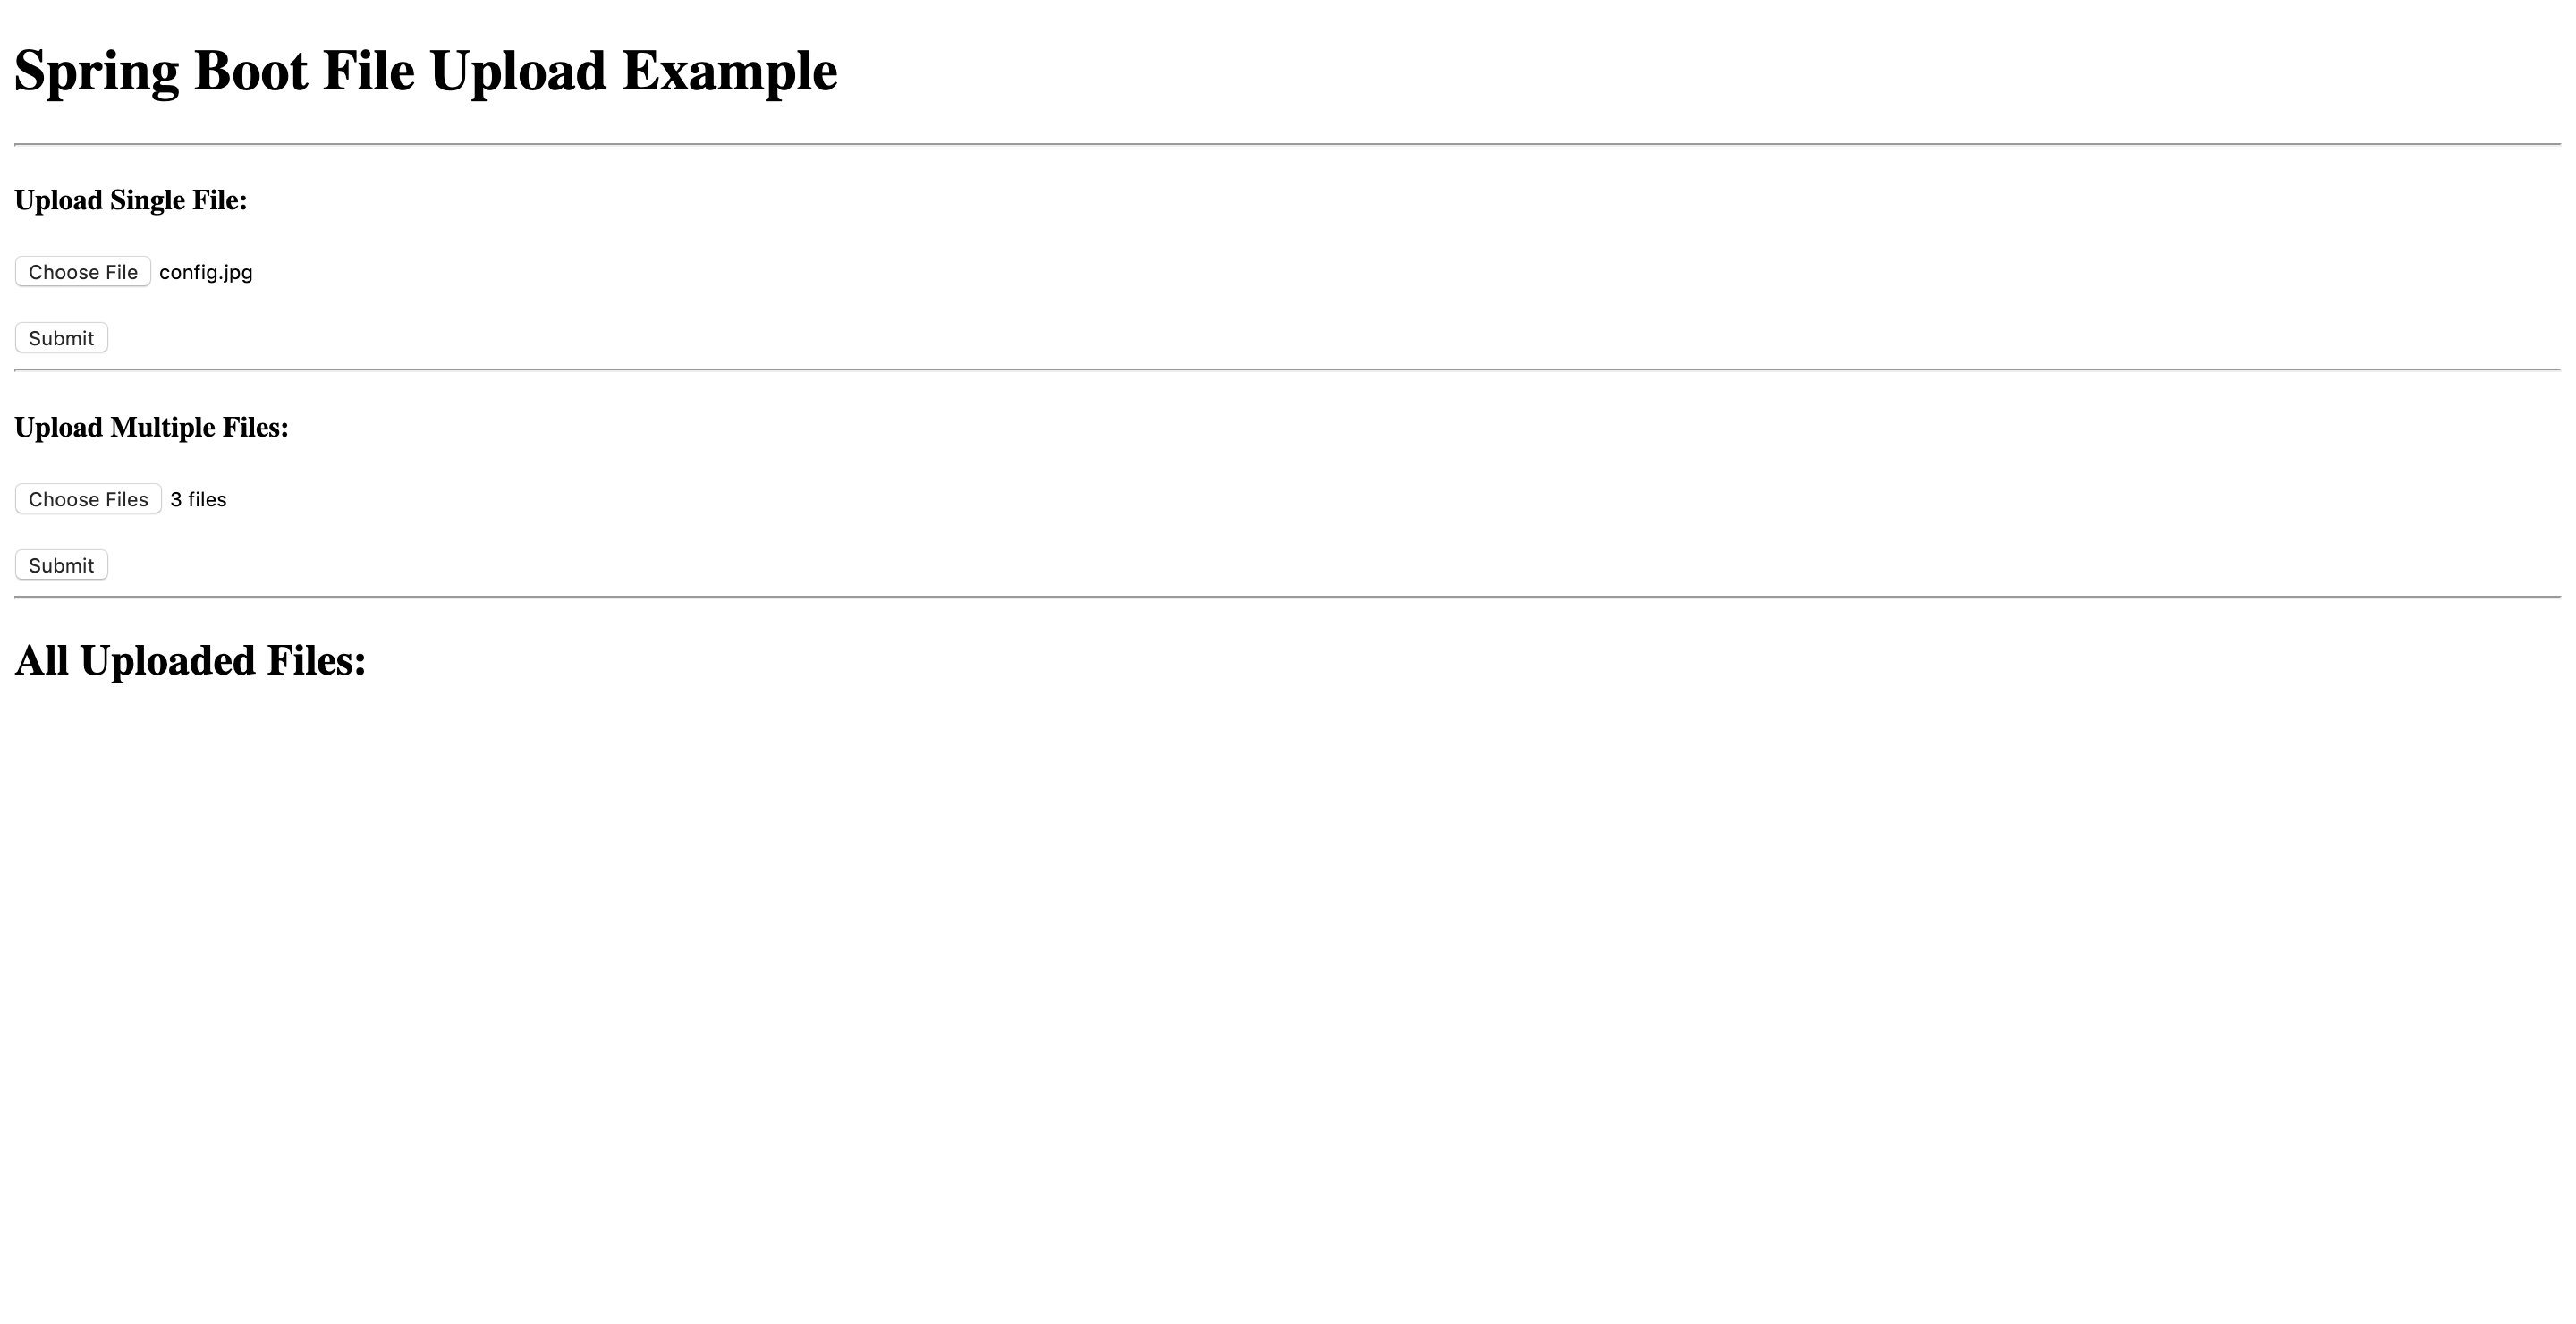 Spring Boot File Upload Example
Upload Single File:
Choose File config.jpg
Submit
Upload Multiple Files:
Choose Files 3 files
Submit
All Uploaded Files: